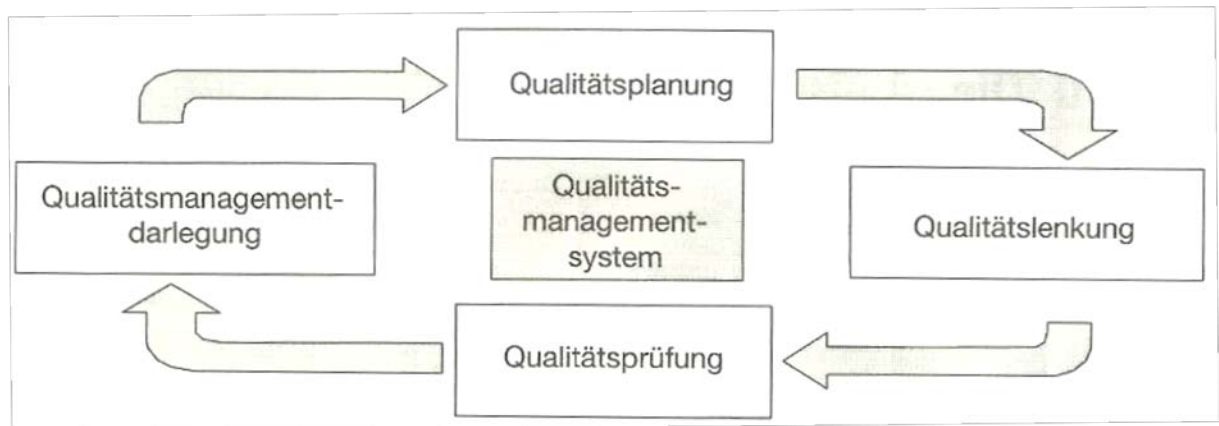 Qualitätsplanung
Qualitätsmanagement-
darlegung
Qualitäts-
management-
system
Qualitätslenkung
Qualitätsprüfung